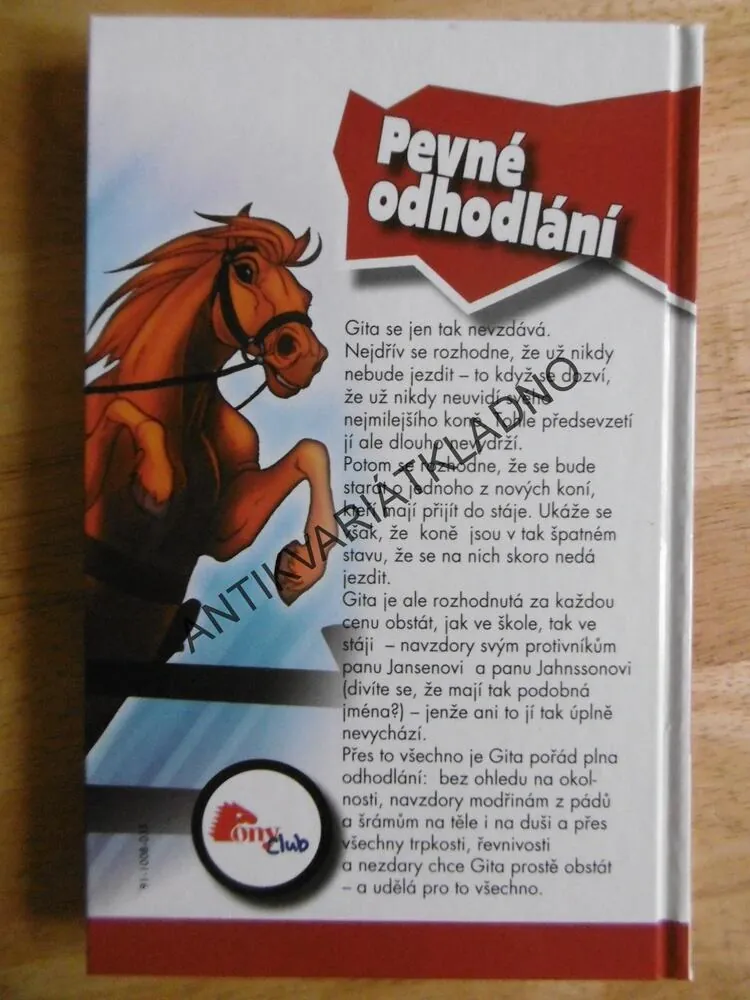 Pevné
odhodlání
Gita se jen tak nevzdává.
Nejdřív se rozhodne, že už nikdy
nebude jezdit – to když se dozví,
že už nikdy neuvidí svého
nejmilejšího koně. Tohle předsevzetí
jí ale dlouho nevydrží.
Potom se rozhodne, že se bude
starat o jednoho z nových koní,
kteří mají přijít do stáje. Ukáže se
však, že koně jsou v tak špatném
stavu, že se na nich skoro nedá
jezdit.
Gita je ale rozhodnutá za každou
cenu obstát, jak ve škole, tak ve
stáji – navzdory svým protivníkům
panu Jansenovi a panu Jahnssonovi
(divíte se, že mají tak podobná
jména?) – jenže ani to jí tak úplně
nevychází.
Přes to všechno je Gita pořád plna
odhodlání: bez ohledu na okol-
nosti, navzdory modřinám z pádů
a šrámům na těle i na duši a přes
všechny trpkosti, řevnivosti
a nezdary chce Gita prostě obstát
– a udělá pro to všechno.
Pony
club
91-1008-033
ANTIKVARIÁTKLADNO